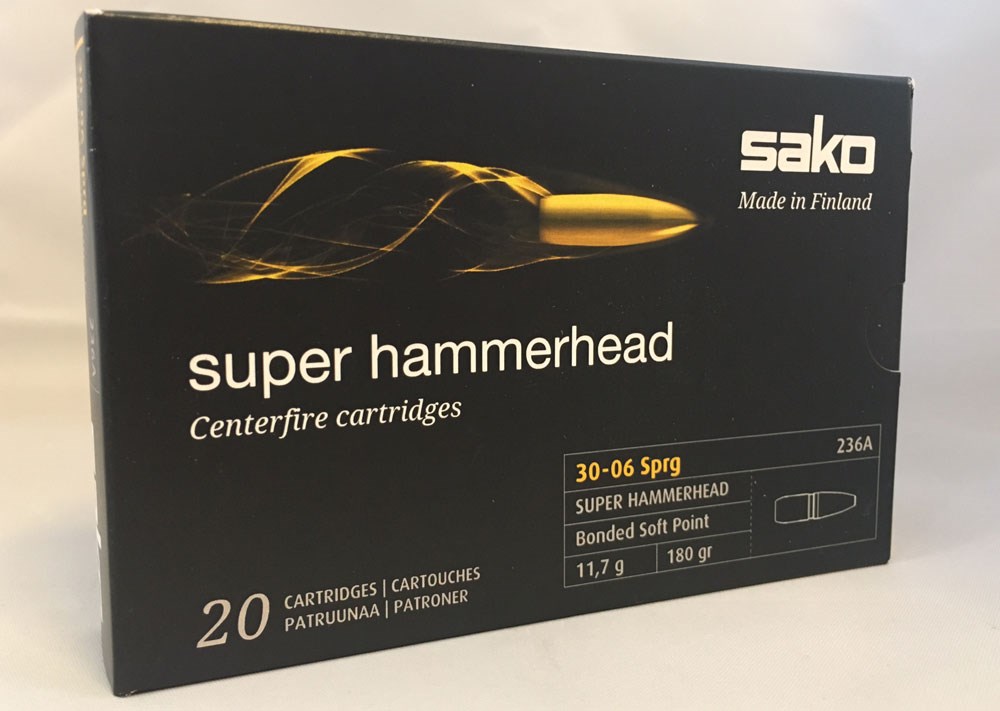 sako
Made in Finland
super hammerhead
Centerfire cartridges
30-06 Sprg
236A
SUPER HAMMERHEAD
Bonded Soft Point
11,7 g
180 gr
20
CARTRIDGES | CARTOUCHES
PATRUUNAA | PATRONER